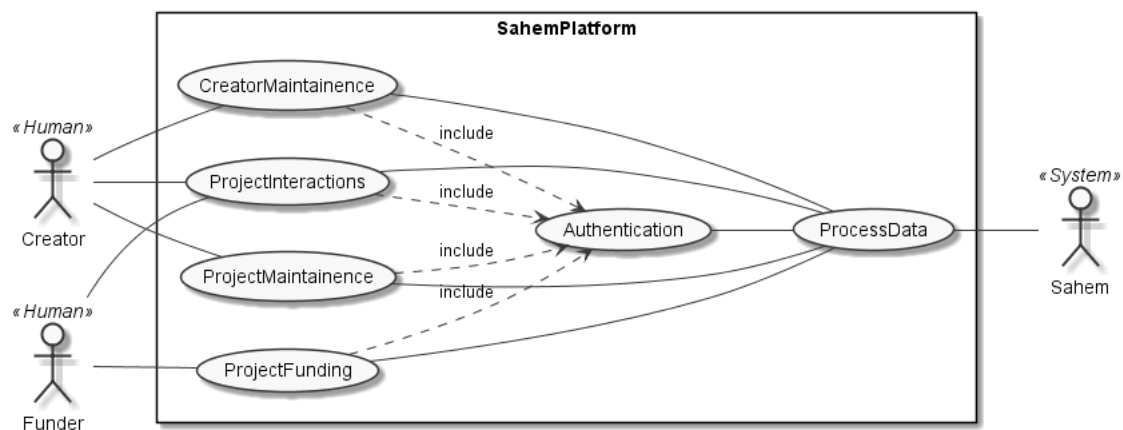 SahemPlatform
CreatorMaintainence
«Human»
include
Creator
ProjectInteractions
include
«System»
Authentication
ProcessData
Sahem
include
ProjectMaintainence
include
«Human»
Funder
ProjectFunding